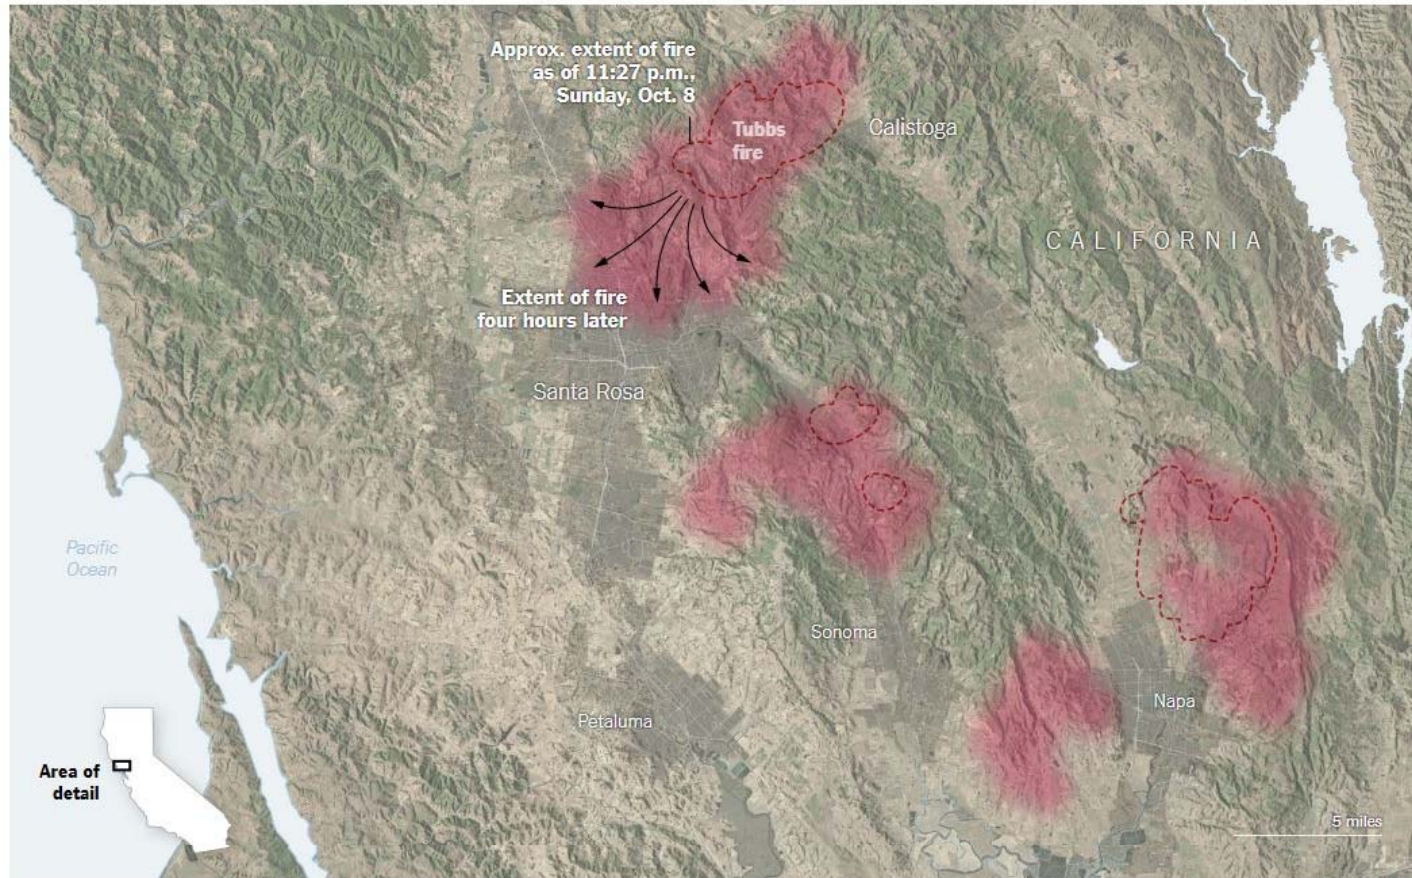 Approx. extent of fire
as of 11:27 p.m.,
Sunday, Oct. 8
Tubbs
fire
Calistoga
CALIFORNIA
Extent of fire
four hours later
Santa Rosa
Pacific
Ocean
Sonoma
Petaluma
Napa
Area of
detail
5 miles